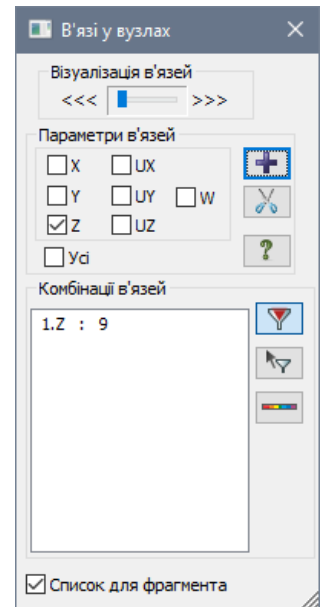 В'язі у вузлах
Візуалізація в'язей
<<< >>>
Параметри в'язей
X UX
Y UY W
Z UZ
Усі
Комбінації в'язей
1.Z : 9
Список для фрагмента